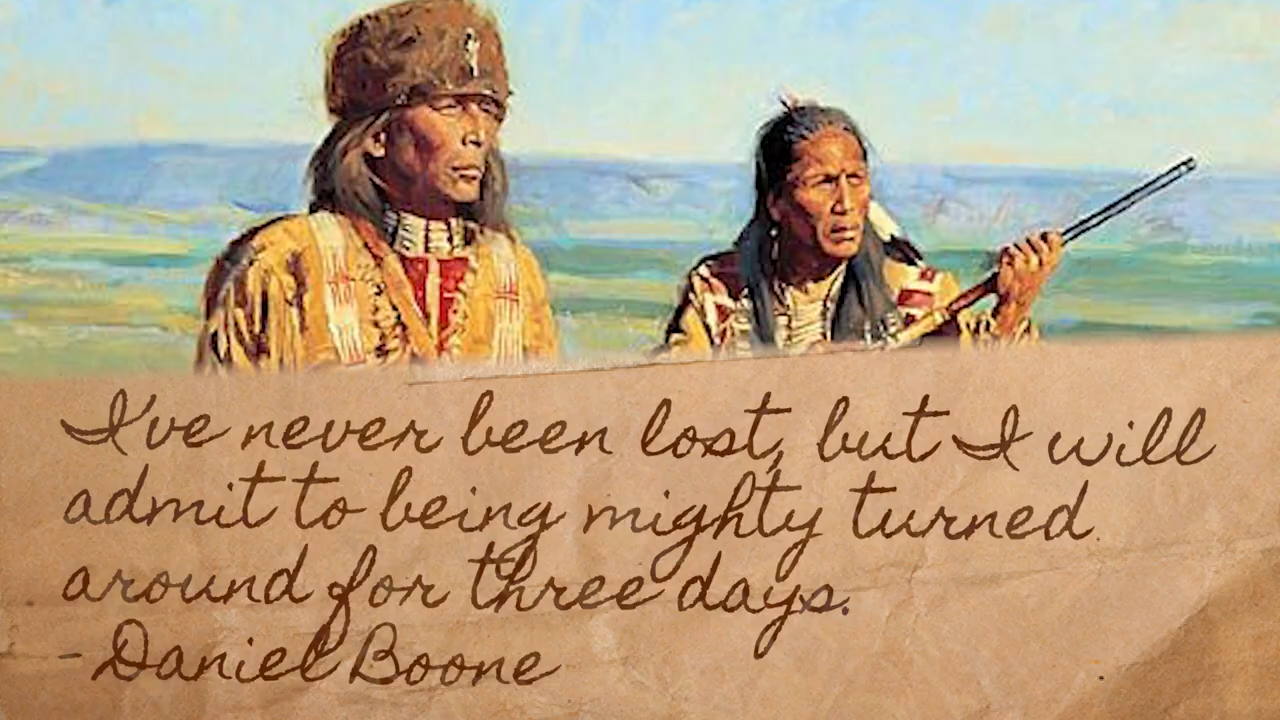 I've never been lost, but I will
admit to being mighty turned
around for three days.
- Daniel Boone